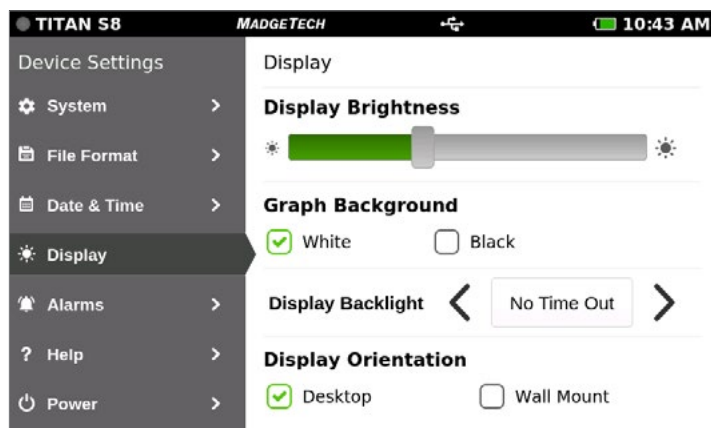 TITAN S8 MADGETECH 10:43 AM
Device Settings
System
File Format
Date & Time
Display
Alarms
? Help
Power
Display
Display Brightness
Graph Background
White Black
Display Backlight No Time Out
Display Orientation
Desktop Wall Mount